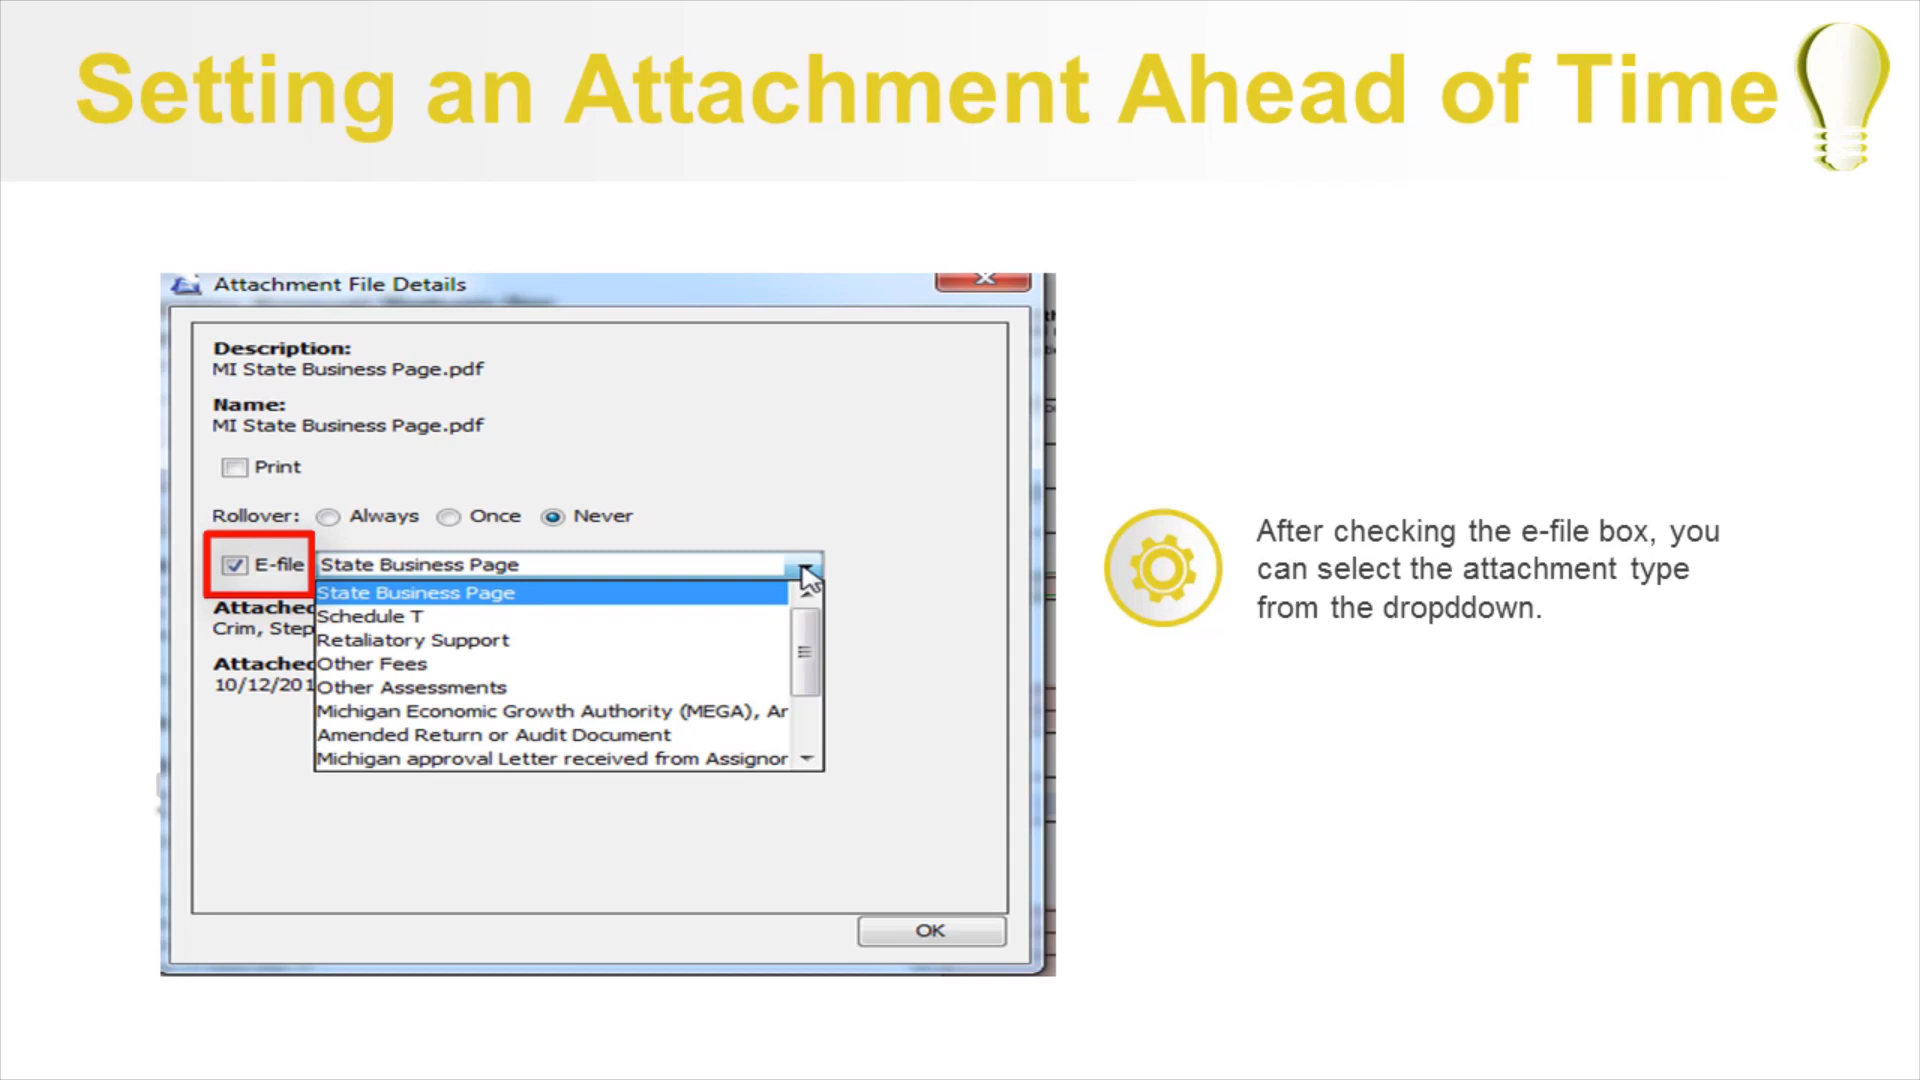 Setting an Attachment Ahead of Time
Attachment File Details
Description:
MI State Business Page.pdf
Name:
MI State Business Page.pdf
Print
Rollover: Always Once Never
E-file State Business Page
State Business Page
Schedule T
Attached
Crim, Step
Retaliatory Support
Other Fees
Attached
10/12/201
Other Assessments
Michigan Economic Growth Authority (MEGA), Ar
Amended Return or Audit Document
Michigan approval Letter received from Assignor
OK
After checking the e-file box, you
can select the attachment type
from the dropddown.